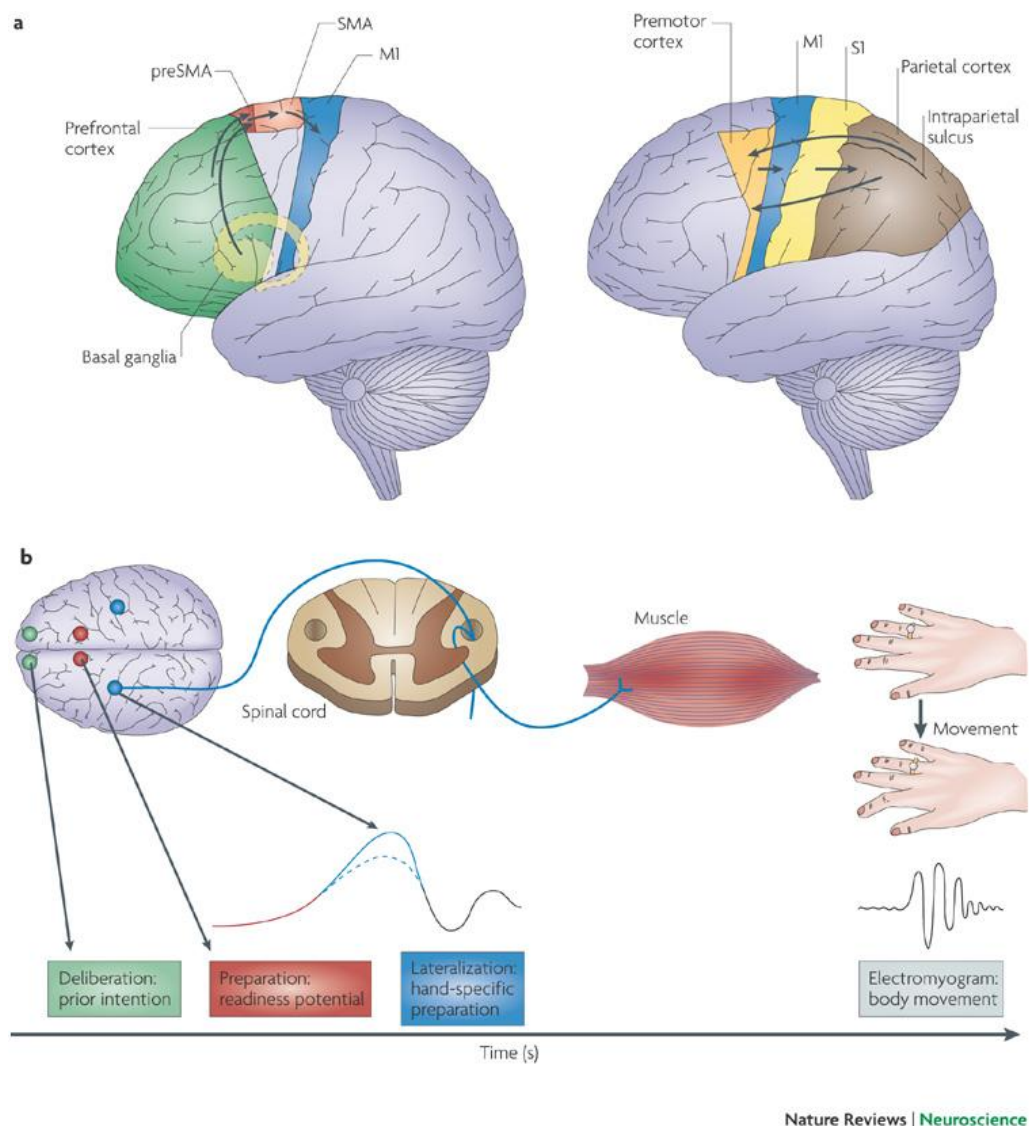 a
SMA
M1
preSMA
Prefrontal
cortex
Basal ganglia
Premotor
cortex
M1
S1
Parietal cortex
Intraparietal
sulcus
b
Spinal cord
Muscle
Movement
Deliberation:
prior intention
Preparation:
readiness potential
Lateralization:
hand-specific
preparation
Electromyogram:
body movement
Time (s)
Nature Reviews | Neuroscience